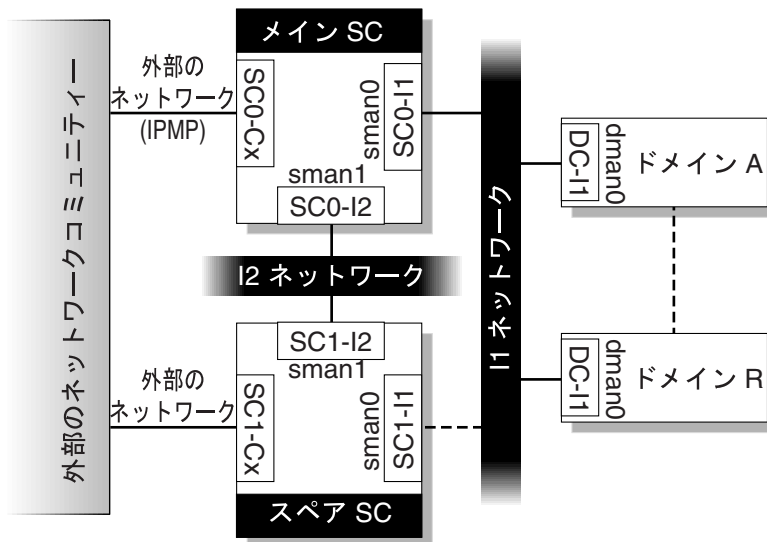 外部のネットワークコミュニティー
外部の
ネットワーク
(IPMP)
メイン SC
SC0-Cx
sman0
SC0-I1
sman1
SC0-I2
I2 ネットワーク
I1 ネットワーク
DC-I1
dman0
ドメイン A
外部の
ネットワーク
SC1-I2
sman1
SC1-Cx
sman0
SC1-I1
スペア SC
DC-I1
dman0
ドメイン R